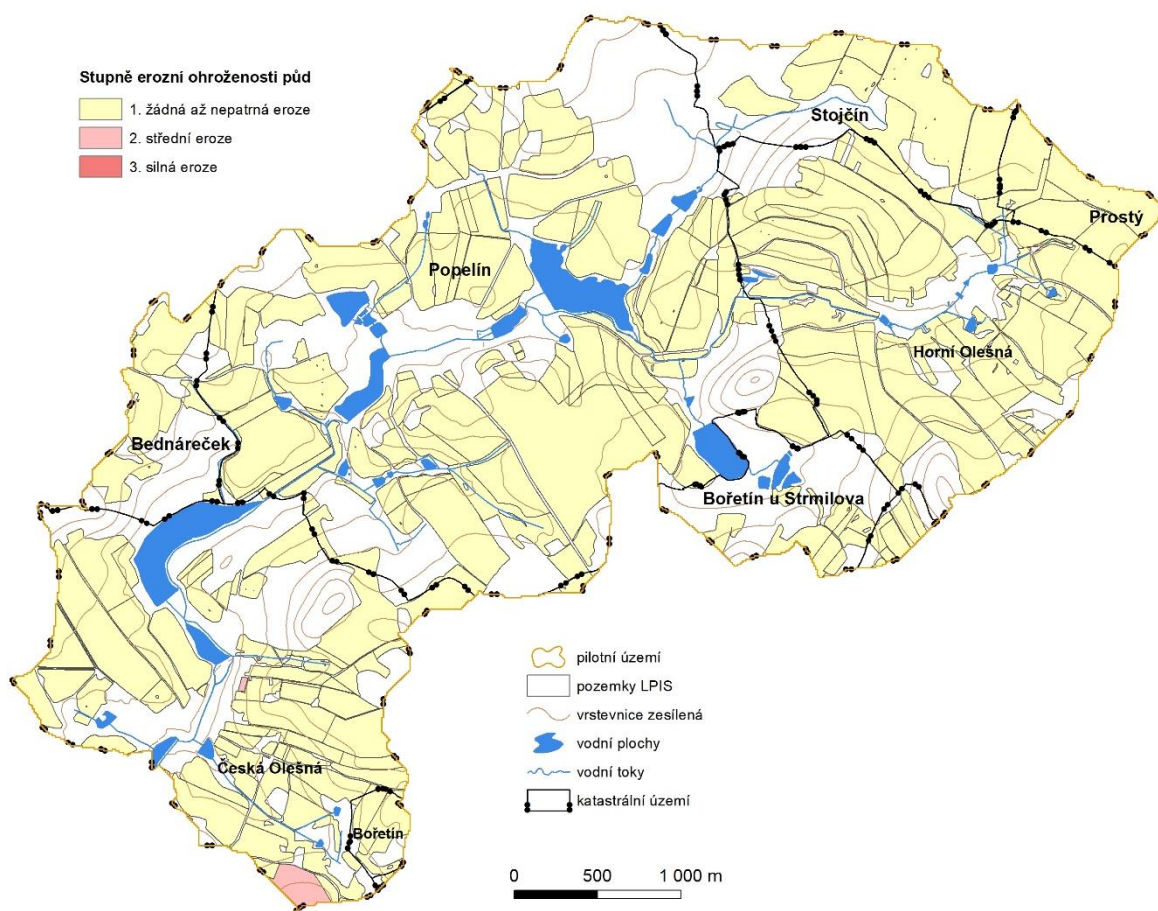 Stupně erozní ohroženosti půd
1. žádná až nepatrná eroze
2. střední eroze
3. silná eroze
Stojčín
Prostý
Popelín
Horní Olešná
Bednáreček
Bořetín u Strmilova
Česká Olešná
Bořetín
pilotní území
pozemky LPIS
vrstevnice zesílená
vodní plochy
vodní toky
katastrální území
0 500 1 000 m